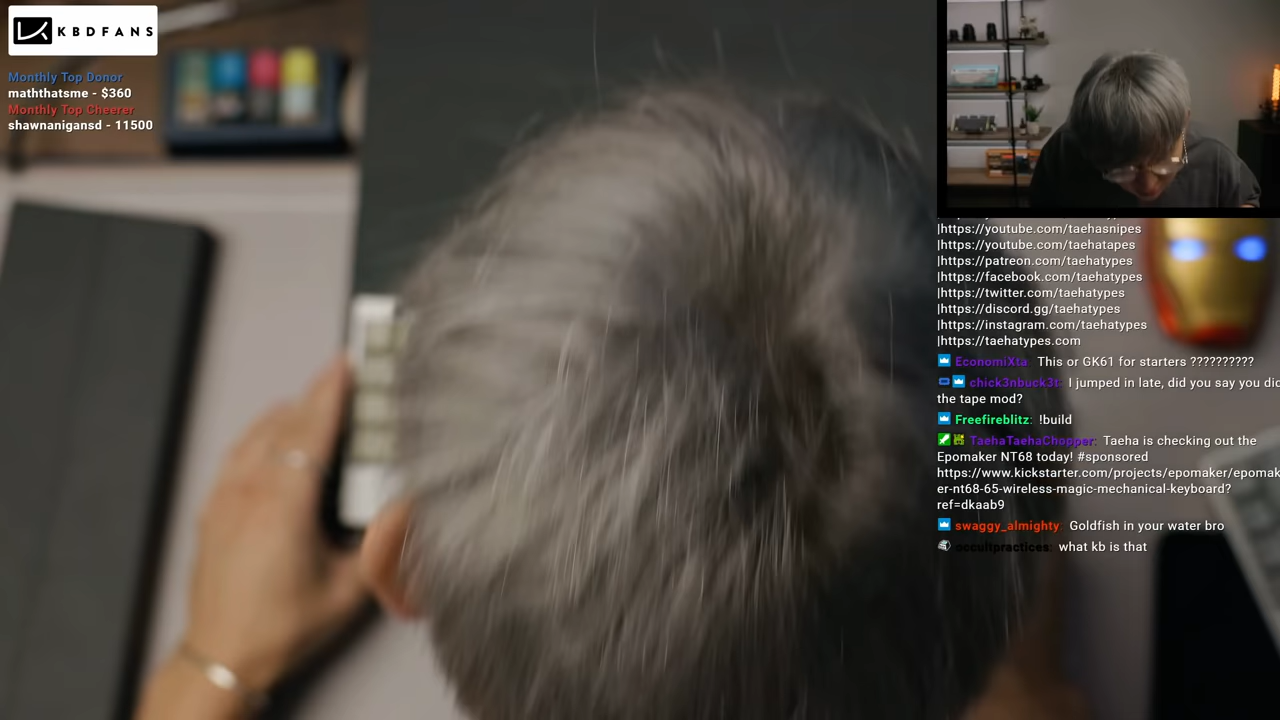 KBDFANS
Monthly Top Donor
maththatsme - $360
Monthly Top Cheerer
shawnanigansd - 11500
|https://youtube.com/taehasnipes
|https://youtube.com/taehatapes
|https://patreon.com/taehatypes
|https://facebook.com/taehatypes
|https://twitter.com/taehatypes
|https://discord.gg/taehatypes
|https://instagram.com/taehatypes
|https://taehatypes.com
EconomiXta: This or GK61 for starters ??????????
chick3nbuck3t: I jumped in late, did you say you did
the tape mod?
Freefireblitz: !build
TaehaTaehaChopper: Taeha is checking out the
Epomaker NT68 today! #sponsored
https://www.kickstarter.com/projects/epomaker/epomak
er-nt68-65-wireless-magic-mechanical-keyboard?
ref=dkaab9
swaggy_almighty: Goldfish in your water bro
occultpractices: what kb is that